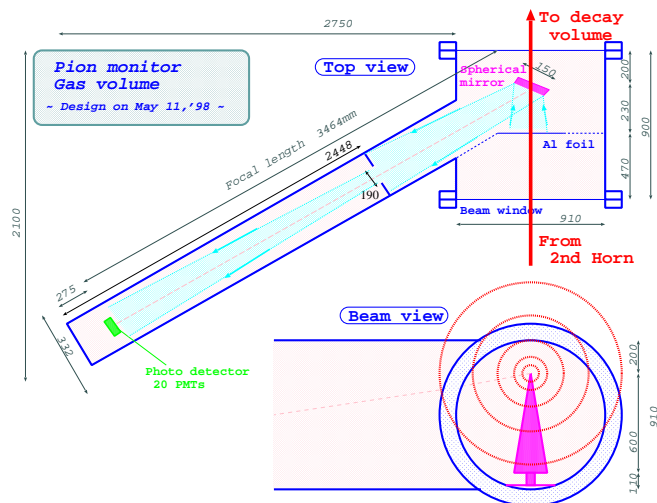 2750
To decay
volume
Pion monitor
Gas volume
~ Design on May 11,'98 ~
Top view
Spherical
mirror
150
200
230
900
470
Al foil
Focal length 3464mm
2448
190
2100
Beam window
910
From
2nd Horn
275
332
Photo detector
20 PMTs
Beam view
200
910
600
110